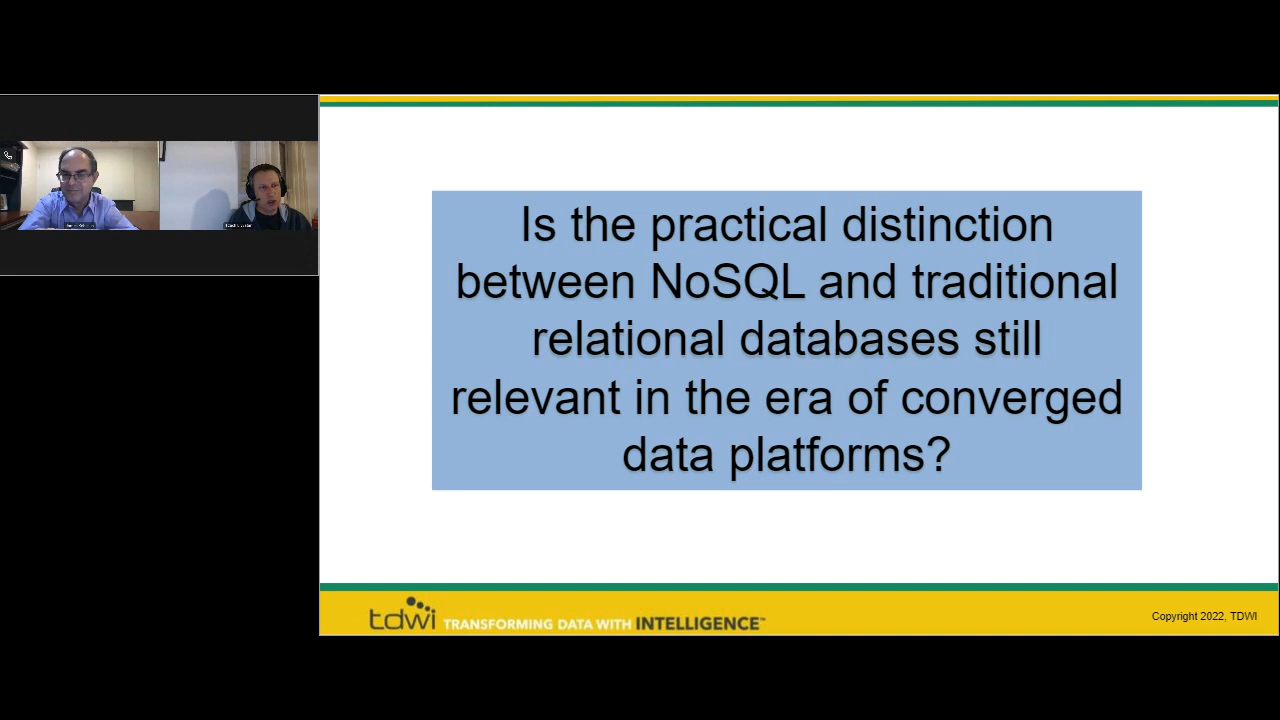 Is the practical distinction
between NoSQL and traditional
relational databases still
relevant in the era of converged
data platforms?
tdwi TRANSFORMING DATA WITH INTELLIGENCE™
Copyright 2022, TDWI